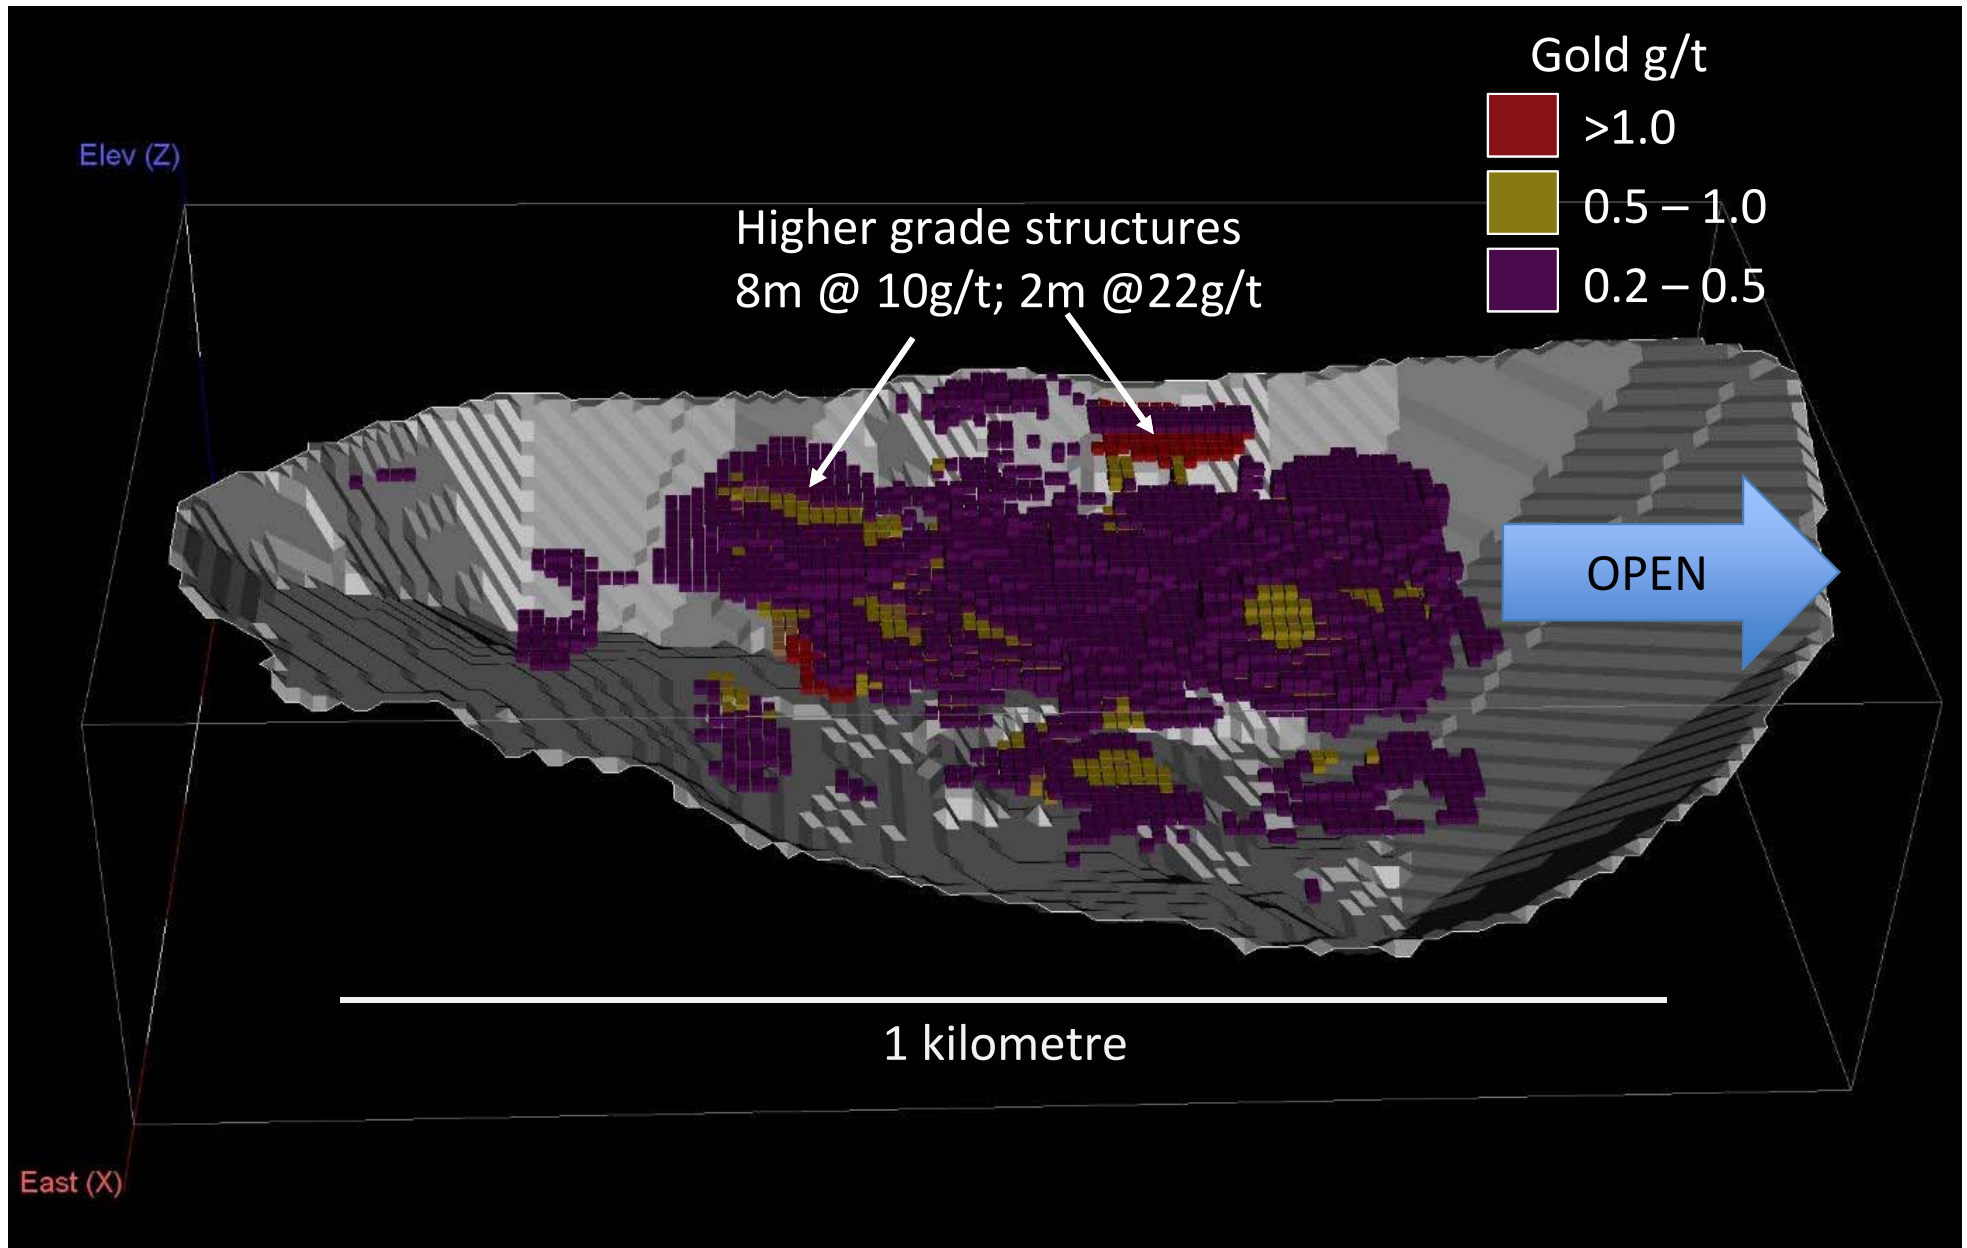 Gold g/t
>1.0
0.5 – 1.0
0.2 – 0.5
Elev (Z)
Higher grade structures
8m @ 10g/t; 2m @22g/t
OPEN
1 kilometre
East (X)